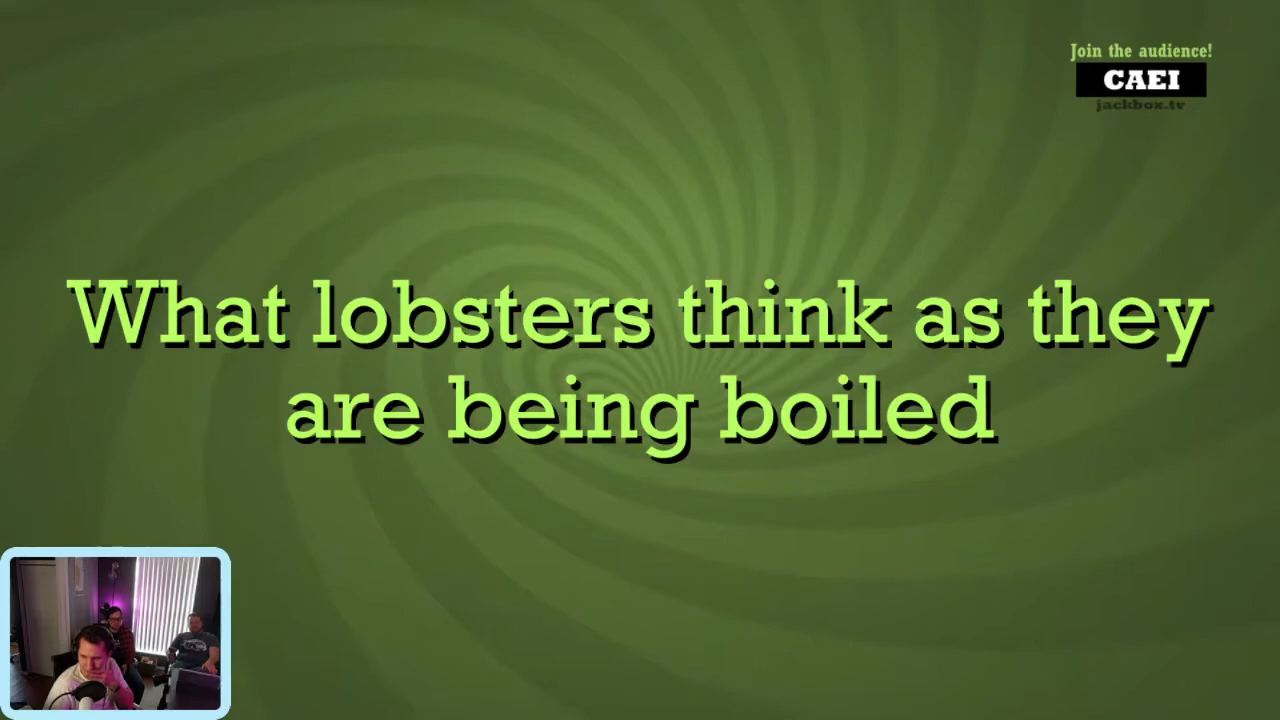 Join the audience!
CAEI
jackbox.tv
What lobsters think as they
are being boiled